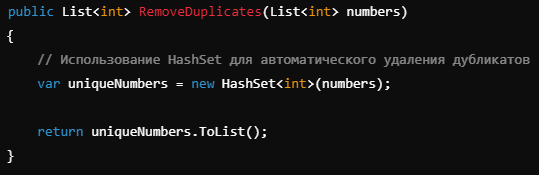 public List<int> RemoveDuplicates(List<int> numbers)
{
// Использование HashSet для автоматического удаления дубликатов
var uniqueNumbers = new HashSet<int>(numbers);
return uniqueNumbers.ToList();
}